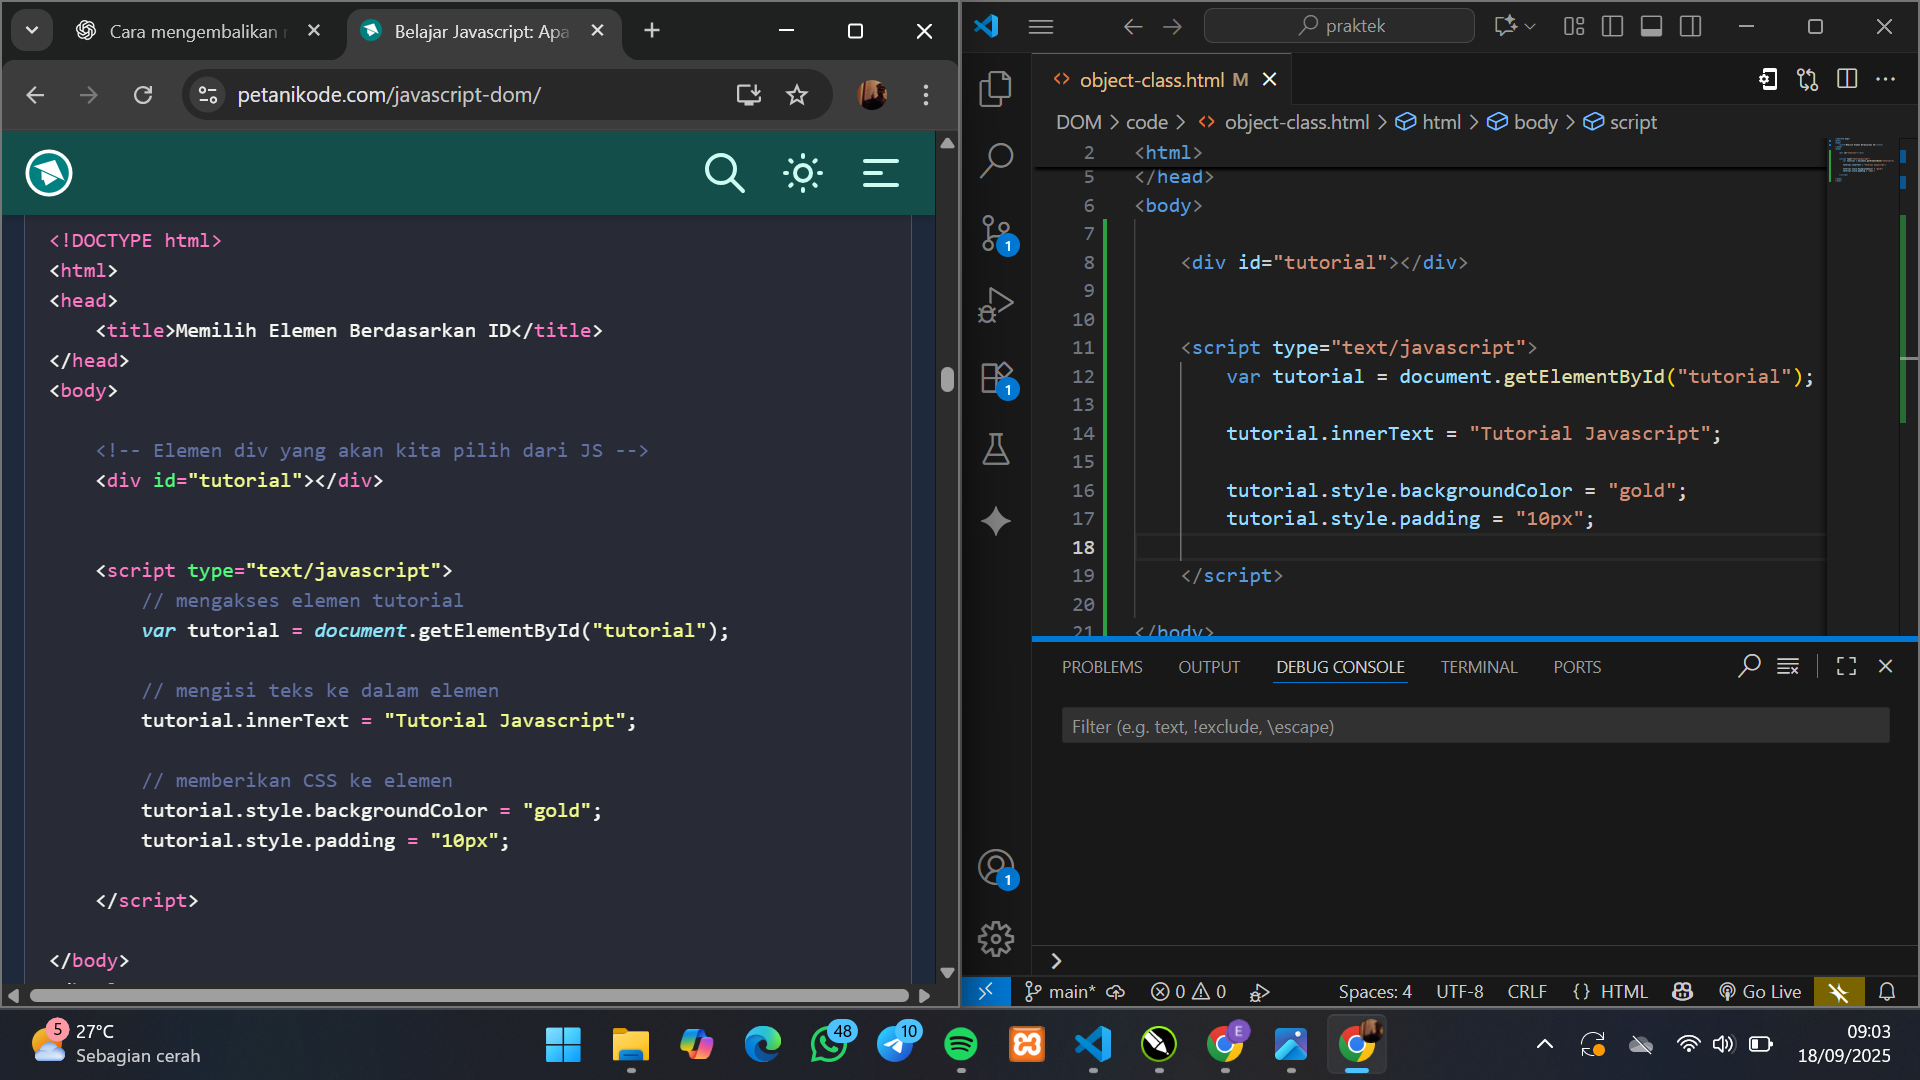 Cara mengembalikan
Belajar Javascript: Apa
petanikode.com/javascript-dom/
<!DOCTYPE html>
<html>
<head>
<title>Memilih Elemen Berdasarkan ID</title>
</head>
<body>
<!-- Elemen div yang akan kita pilih dari JS -->
<div id="tutorial"></div>
<script type="text/javascript">
// mengakses elemen tutorial
var tutorial = document.getElementById("tutorial");
// mengisi teks ke dalam elemen
tutorial.innerText = "Tutorial Javascript";
// memberikan CSS ke elemen
tutorial.style.backgroundColor = "gold";
tutorial.style.padding = "10px";
</script>
</body>
praktek
object-class.html M
DOM > code > object-class.html > html > body > script
2 <html>
5 </head>
6 <body>
7
8 <div id="tutorial"></div>
9
10
11 <script type="text/javascript">
12 var tutorial = document.getElementById("tutorial");
13
14 tutorial.innerText = "Tutorial Javascript";
15
16 tutorial.style.backgroundColor = "gold";
17 tutorial.style.padding = "10px";
18
19 </script>
20
21 </body>
1
1
1
PROBLEMS OUTPUT DEBUG CONSOLE TERMINAL PORTS
Filter (e.g. text, !exclude, \escape)
main* 0 0 Spaces: 4 UTF-8 CRLF {} HTML Go Live
5 27°C
Sebagian cerah
48
10
E
09:03
18/09/2025